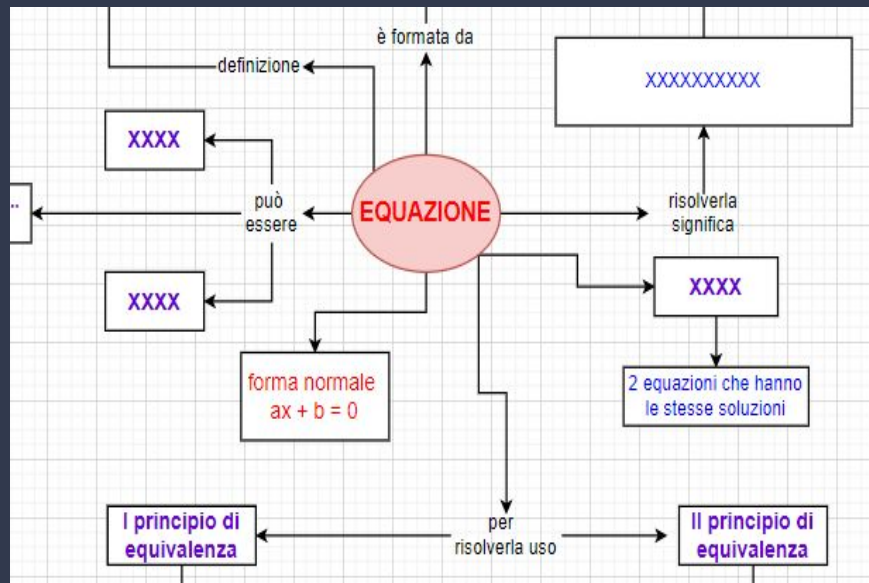 è formata da
definizione
XXXXXXXXXX
XXXX
..
può
essere
EQUAZIONE
risolverla
significa
XXXX
XXXX
forma normale
ax + b = 0
2 equazioni che hanno
le stesse soluzioni
I principio di
equivalenza
per
risolverla uso
II principio di
equivalenza